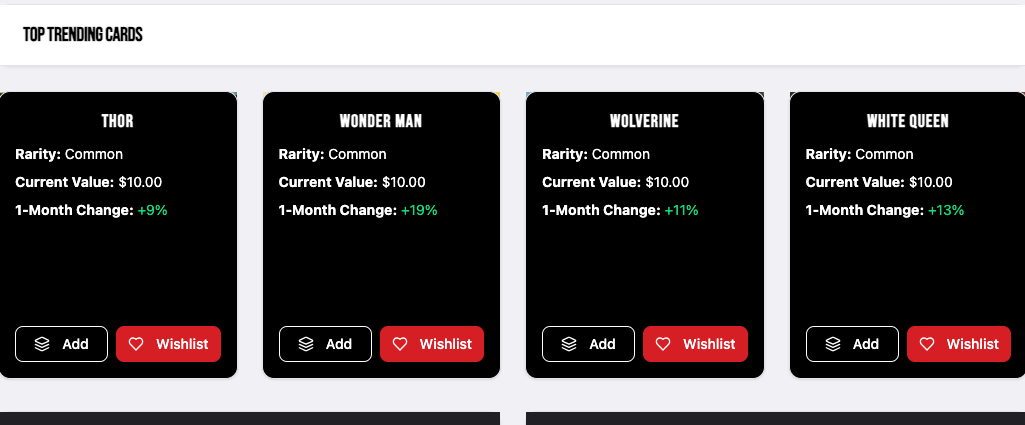 TOP TRENDING CARDS
THOR
Rarity: Common
Current Value: $10.00
1-Month Change: +9%
Add
Wishlist
WONDER MAN
Rarity: Common
Current Value: $10.00
1-Month Change: +19%
Add
Wishlist
WOLVERINE
Rarity: Common
Current Value: $10.00
1-Month Change: +11%
Add
Wishlist
WHITE QUEEN
Rarity: Common
Current Value: $10.00
1-Month Change: +13%
Add
Wishlist